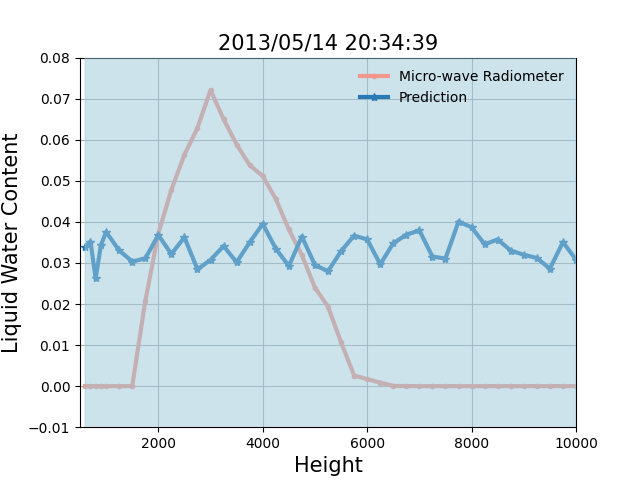 2013/05/14 20:34:39
Micro-wave Radiometer
Prediction
Liquid Water Content
0.08
0.07
0.06
0.05
0.04
0.03
0.02
0.01
0.00
−0.01
2000 4000 6000 8000 10000
Height